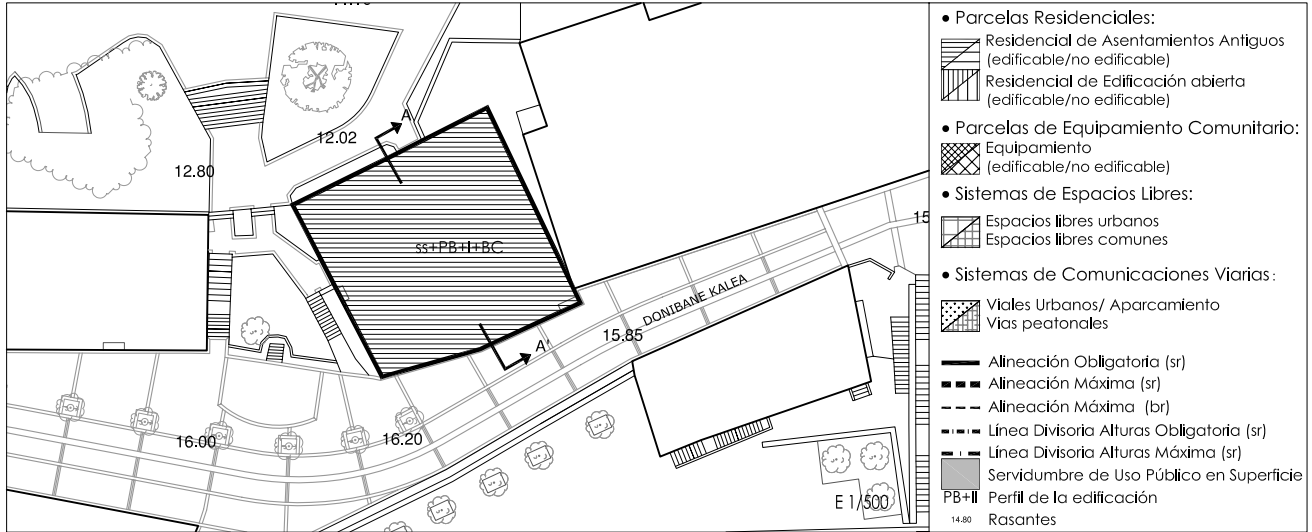 12.02
A
12.80
ss+PB+I+BC
DONIBANE KALEA
15.85
A'
16.00
16.20
E 1/500
• Parcelas Residenciales:
Residencial de Asentamientos Antiguos
(edificable/no edificable)
Residencial de Edificación abierta
(edificable/no edificable)
• Parcelas de Equipamiento Comunitario:
Equipamiento
(edificable/no edificable)
• Sistemas de Espacios Libres:
Espacios libres urbanos
Espacios libres comunes
• Sistemas de Comunicaciones Viarias:
Viales Urbanos/ Aparcamiento
Vias peatonales
Alineación Obligatoria (sr)
Alineación Máxima (sr)
Alineación Máxima (br)
Línea Divisoria Alturas Obligatoria (sr)
Línea Divisoria Alturas Máxima (sr)
Servidumbre de Uso Público en Superficie
PB+II Perfil de la edificación
14.80 Rasantes